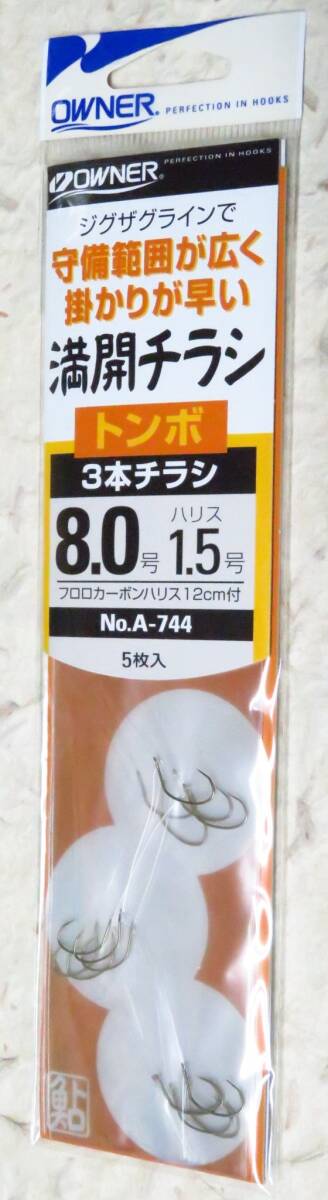 OWNER® PERFECTION IN HOOKS
OWNER® PERFECTION IN HOOKS
ジグザグラインで
守備範囲が広く
掛かりが早い
満開チラシ
トンボ
3本チラシ
8.0号 ハリス 1.5号
フロロカーボンハリス12cm付
No.A-744
5枚入
鮎